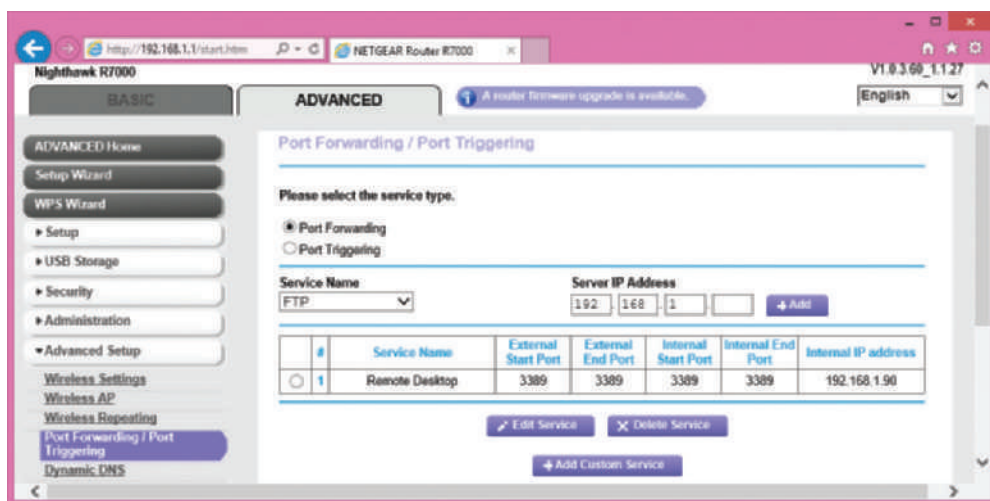 http://192.168.1.1/start.htm
NETGEAR Router R7000
Nighthawk R7000
V1.0.3.60_1.1.27
BASIC
ADVANCED
A router firmware upgrade is available.
English
ADVANCED Home
Setup Wizard
WPS Wizard
Setup
USB Storage
Security
Administration
Advanced Setup
Wireless Settings
Wireless AP
Wireless Repeating
Port Forwarding / Port
Triggering
Dynamic DNS
Port Forwarding / Port Triggering
Please select the service type.
Port Forwarding
Port Triggering
Service Name
FTP
Server IP Address
192 . 168 . 1 .
+ Add
# Service Name External Start Port External End Port Internal Start Port Internal End Port Internal IP address
1 Remote Desktop 3389 3389 3389 3389 192.168.1.90
Edit Service
X Delete Service
+ Add Custom Service